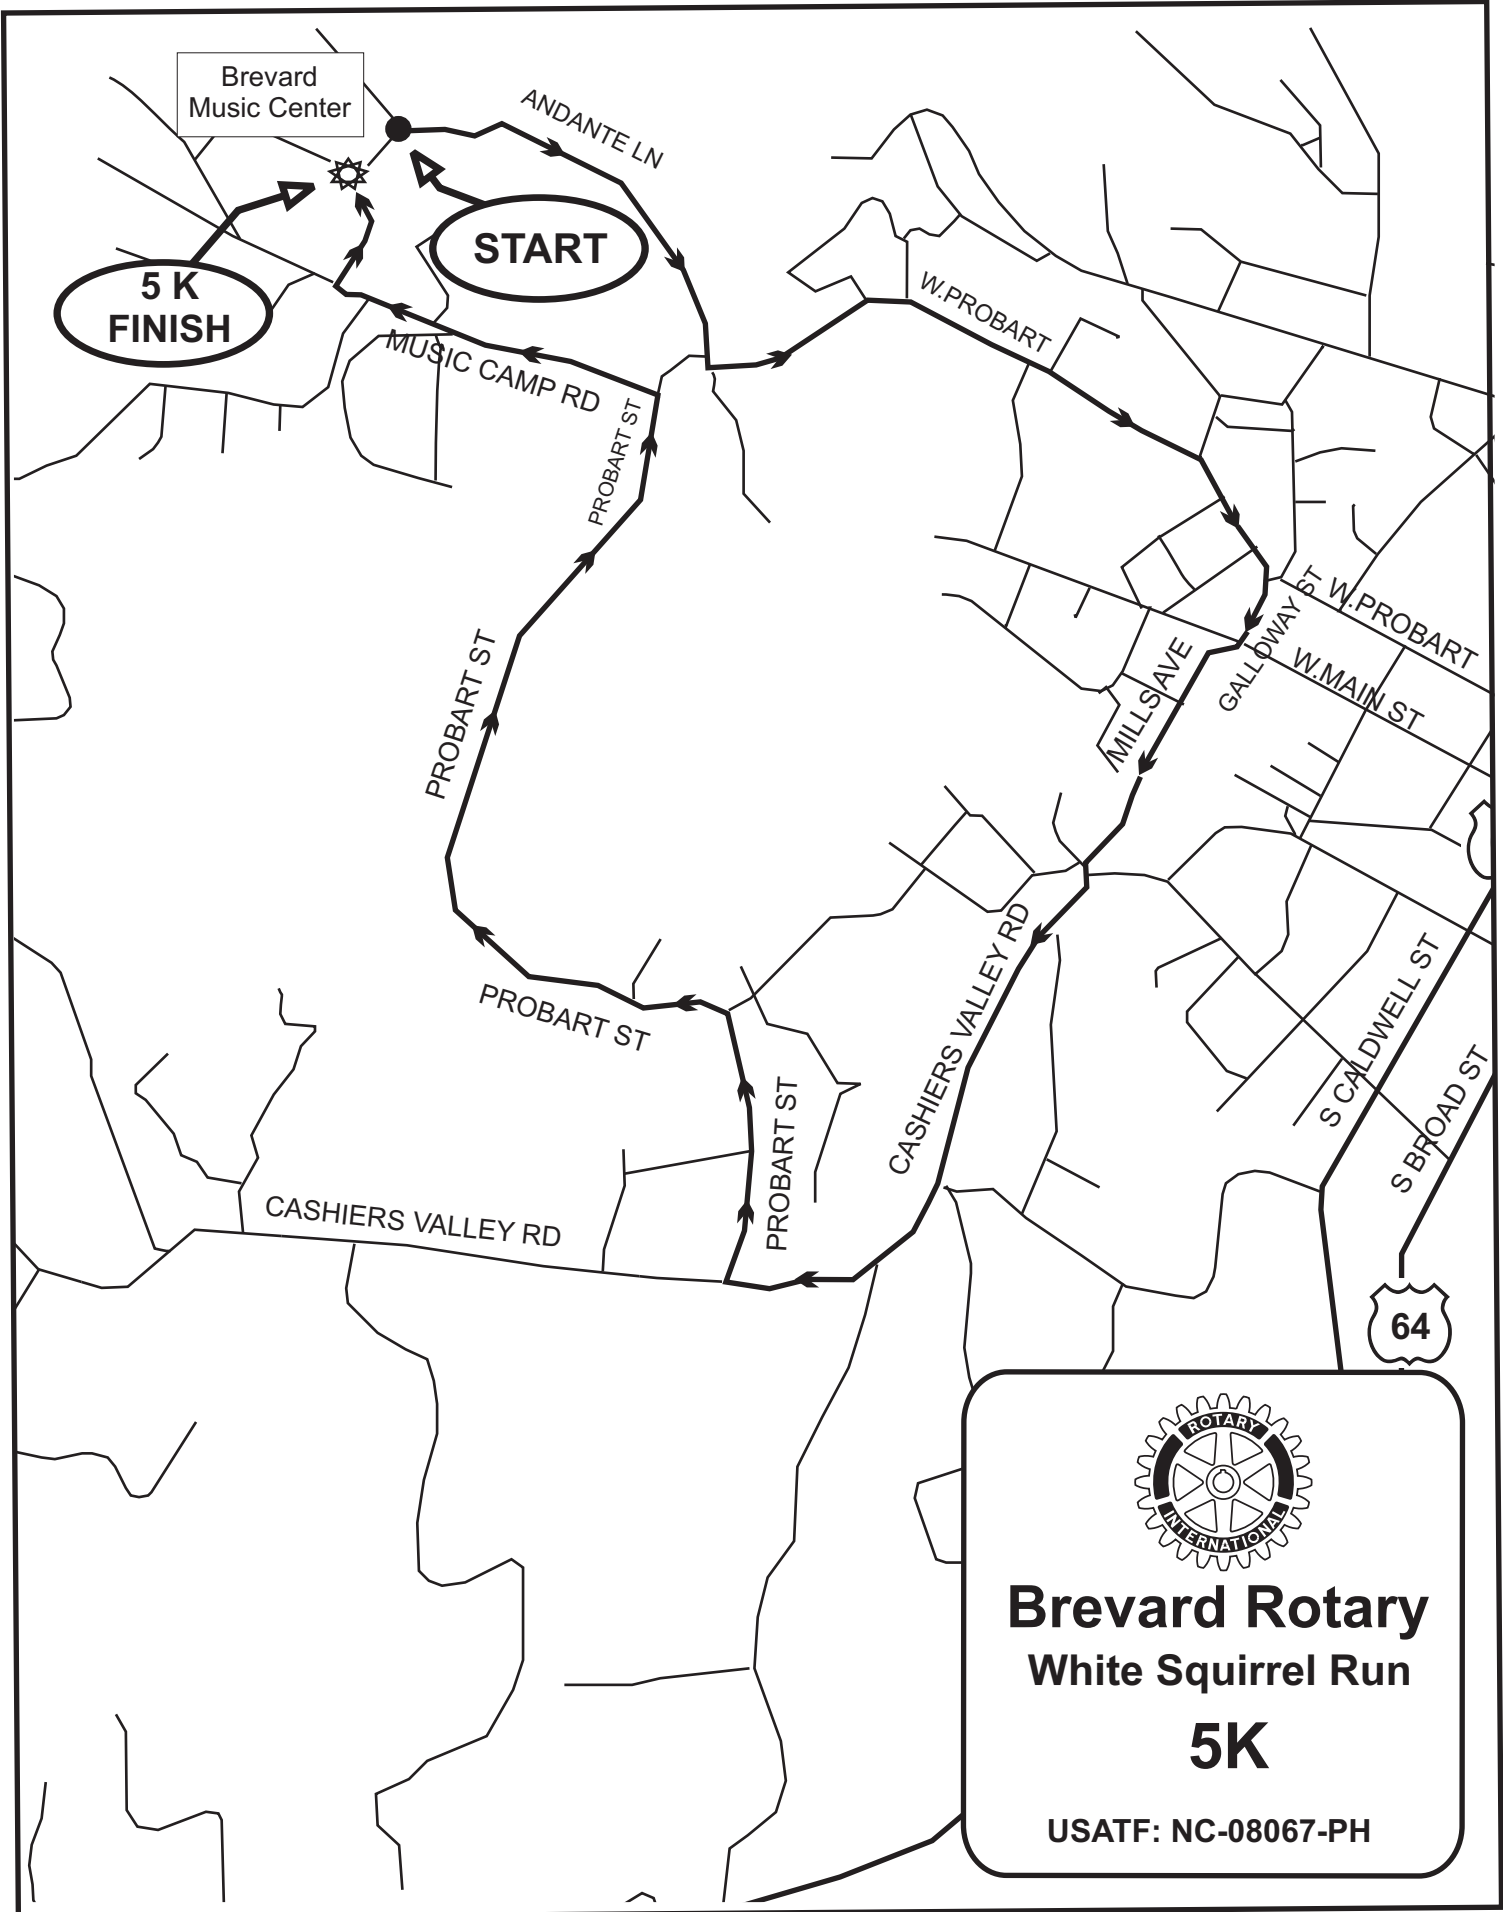 Brevard
Music Center
ANDANTE LN
START
5 K
FINISH
W.PROBART
MUSIC CAMP RD
PROBART ST
GALLOWAY ST
W.PROBART
W.MAIN ST
MILLS AVE
PROBART ST
CASHIERS VALLEY RD
S CALDWELL ST
S BROAD ST
PROBART ST
PROBART ST
CASHIERS VALLEY RD
64
ROTARY
INTERNATIONAL
Brevard Rotary
White Squirrel Run
5K
USATF: NC-08067-PH